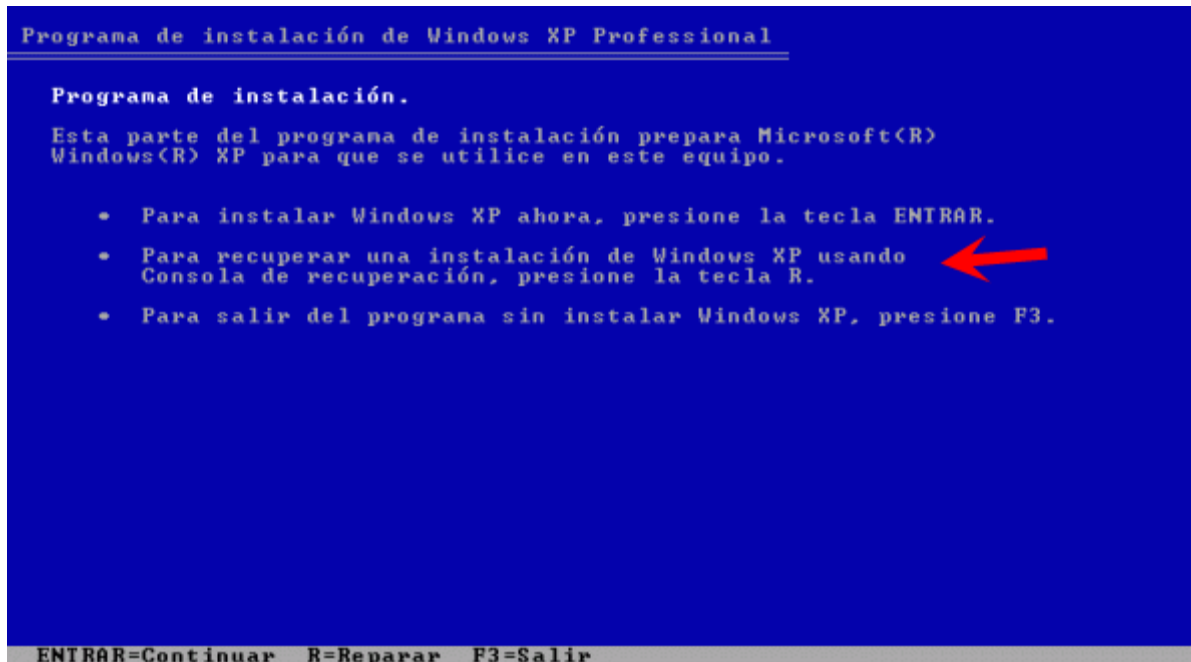 Programa de instalación de Windows XP Professional
Programa de instalación.
Esta parte del programa de instalación prepara Microsoft(R)
Windows(R) XP para que se utilice en este equipo.
• Para instalar Windows XP ahora, presione la tecla ENTRAR.
• Para recuperar una instalación de Windows XP usando
Consola de recuperación, presione la tecla R.
• Para salir del programa sin instalar Windows XP, presione F3.
ENTRAR=Continuar R=Reparar F3=Salir